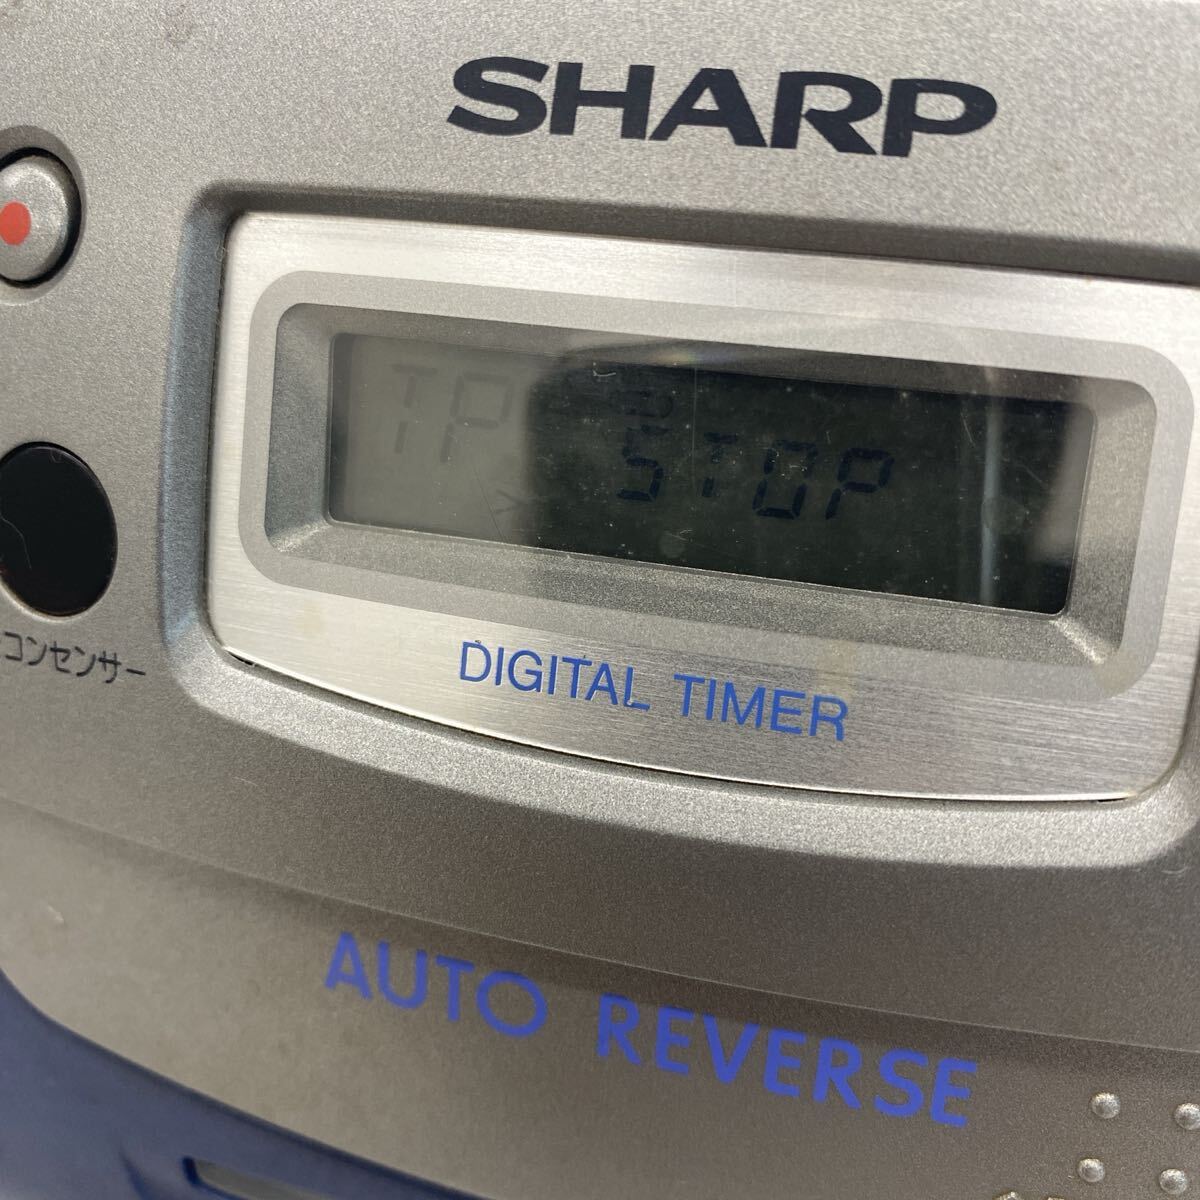 SHARP
TP
STOP
コンセンサー
DIGITAL TIMER
AUTO REVERSE